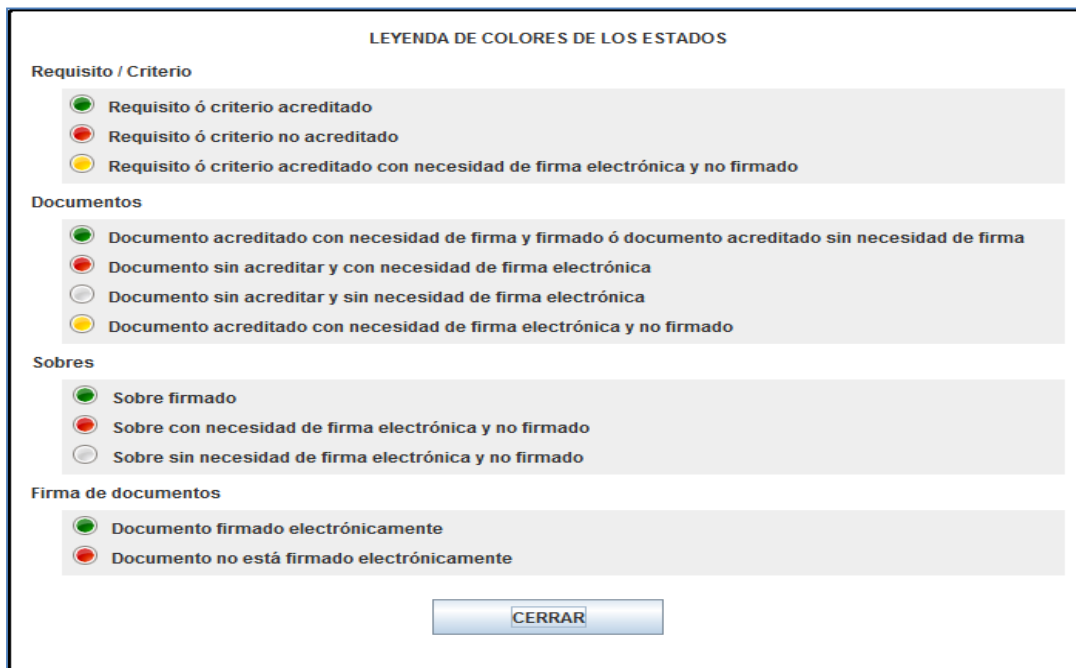 LEYENDA DE COLORES DE LOS ESTADOS
Requisito / Criterio
Requisito ó criterio acreditado
Requisito ó criterio no acreditado
Requisito ó criterio acreditado con necesidad de firma electrónica y no firmado
Documentos
Documento acreditado con necesidad de firma y firmado ó documento acreditado sin necesidad de firma
Documento sin acreditar y con necesidad de firma electrónica
Documento sin acreditar y sin necesidad de firma electrónica
Documento acreditado con necesidad de firma electrónica y no firmado
Sobres
Sobre firmado
Sobre con necesidad de firma electrónica y no firmado
Sobre sin necesidad de firma electrónica y no firmado
Firma de documentos
Documento firmado electrónicamente
Documento no está firmado electrónicamente
CERRAR